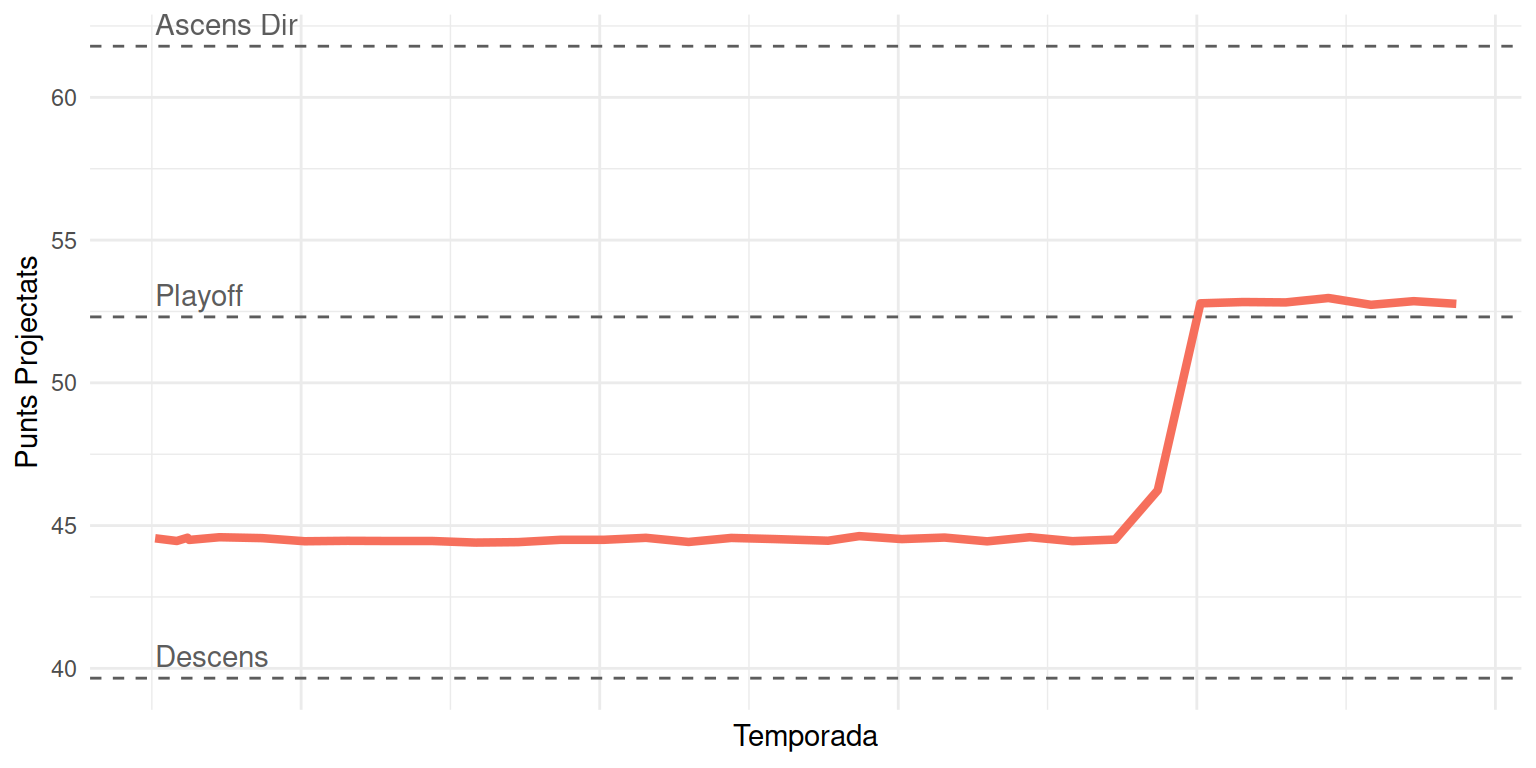 Ascens Dir
60
55
Playoff
50
45
Descens
40
Punts Projectats
Temporada